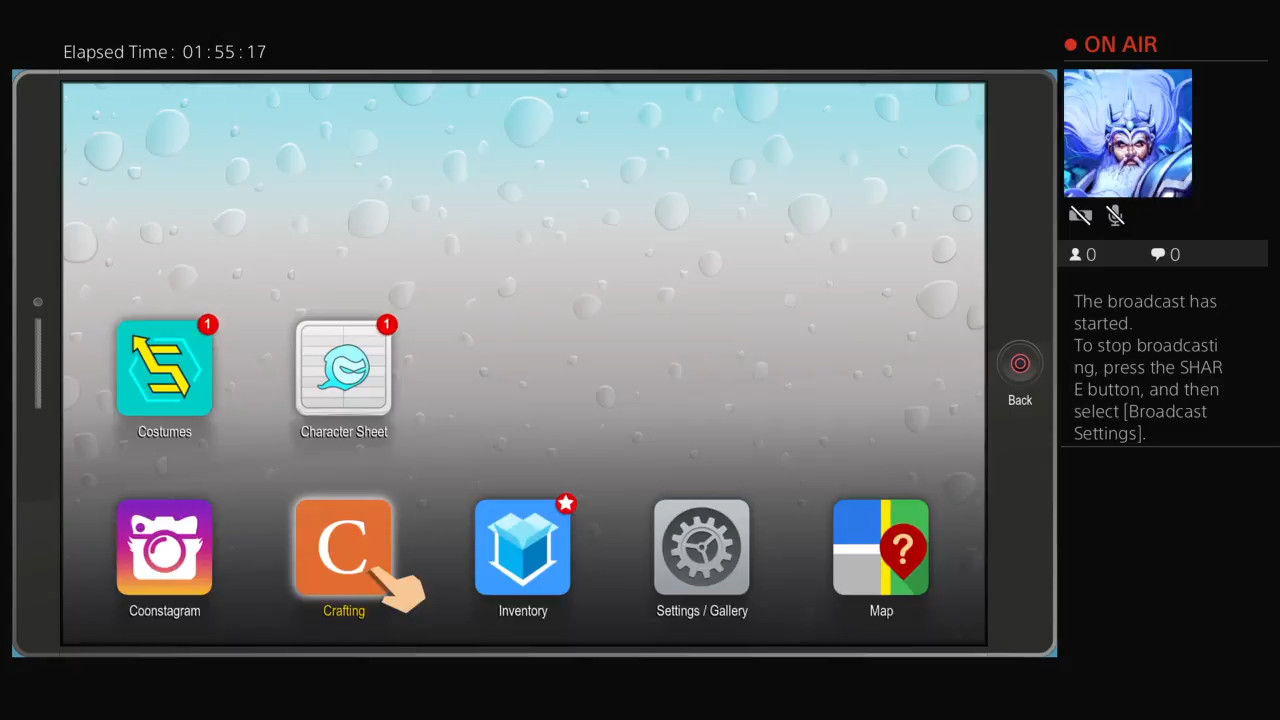 Elapsed Time: 01:55:17
ON AIR
0 0
The broadcast has
started.
To stop broadcasti
ng, press the SHAR
E button, and then
select [Broadcast
Settings].
1 1
Costumes Character Sheet
Back
C ?
Coonstagram Crafting Inventory Settings / Gallery Map